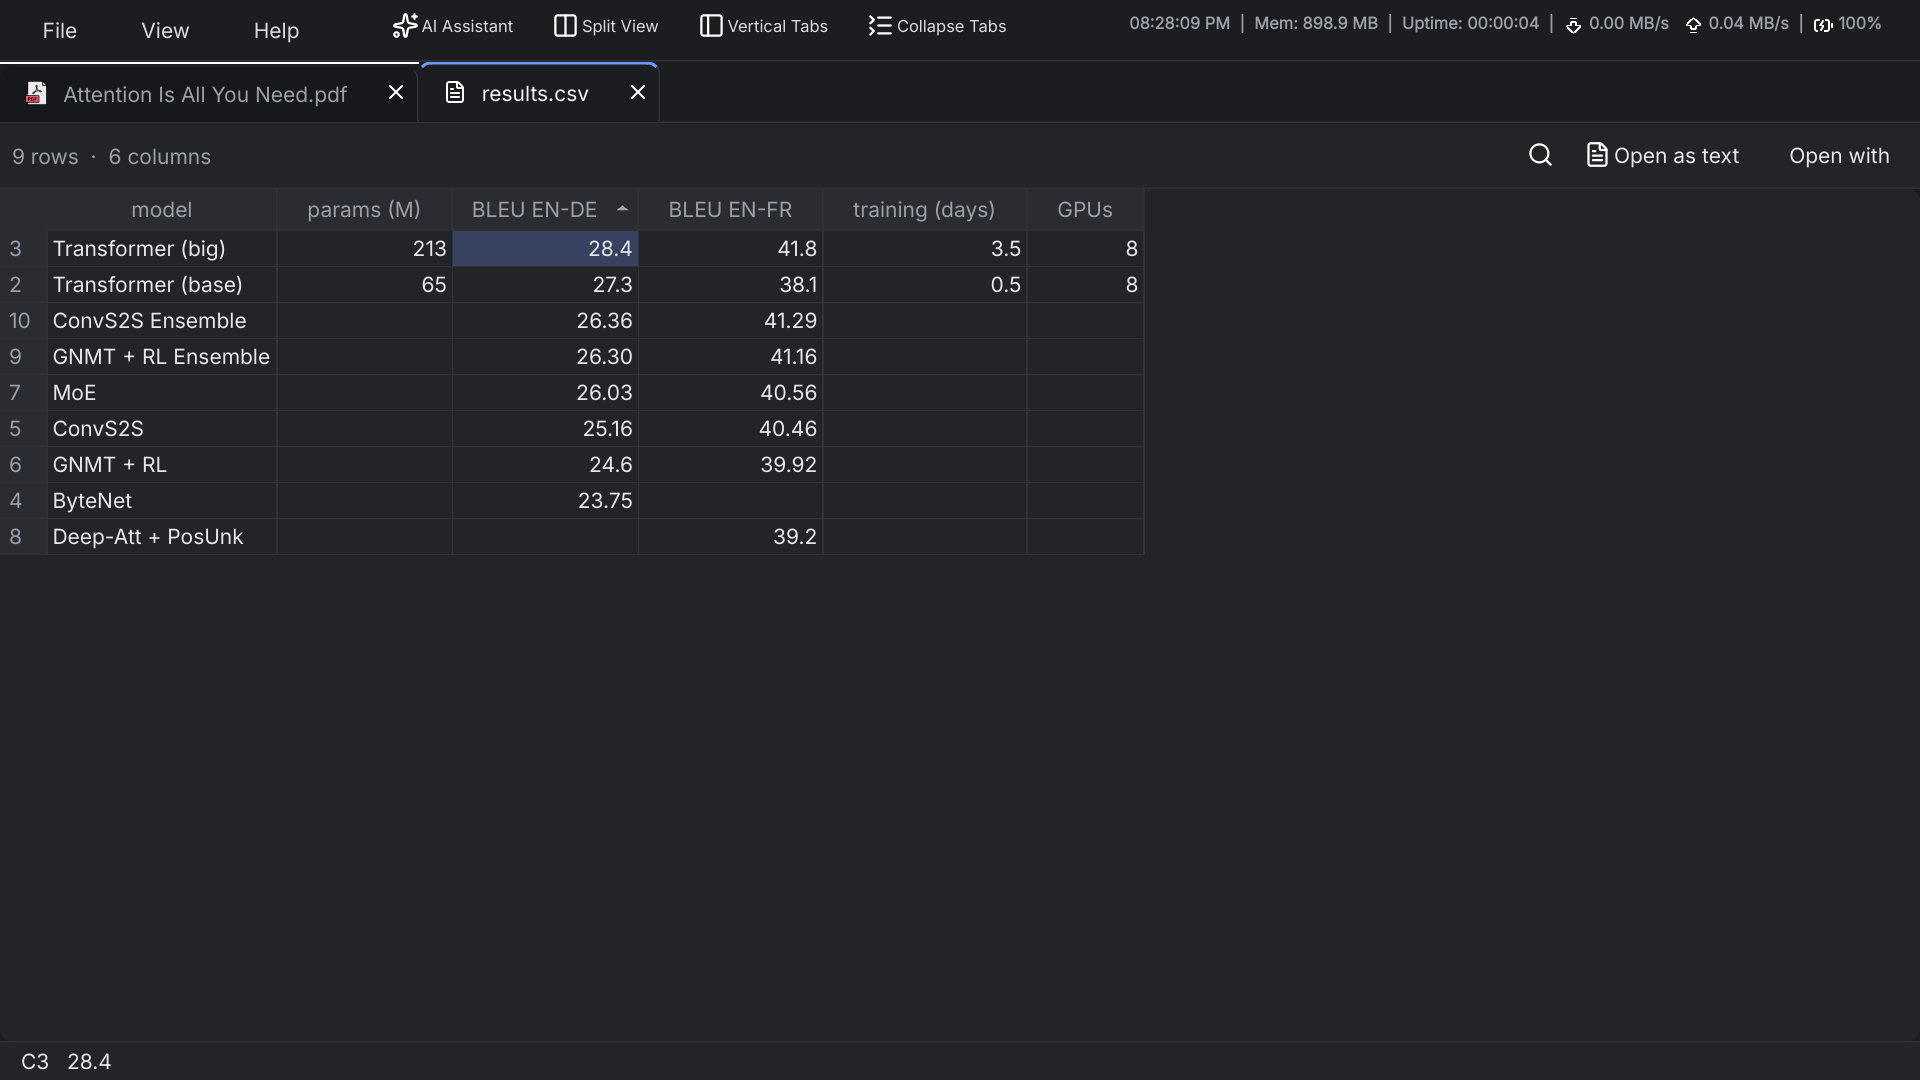 File View Help AI Assistant Split View Vertical Tabs Collapse Tabs 08:28:09 PM | Mem: 898.9 MB | Uptime: 00:00:04 | 0.00 MB/s 0.04 MB/s | 100%
Attention Is All You Need.pdf results.csv
9 rows · 6 columns Open as text Open with
model params (M) BLEU EN-DE BLEU EN-FR training (days) GPUs
3 Transformer (big) 213 28.4 41.8 3.5 8
2 Transformer (base) 65 27.3 38.1 0.5 8
10 ConvS2S Ensemble 26.36 41.29
9 GNMT + RL Ensemble 26.30 41.16
7 MoE 26.03 40.56
5 ConvS2S 25.16 40.46
6 GNMT + RL 24.6 39.92
4 ByteNet 23.75
8 Deep-Att + PosUnk 39.2
C3 28.4